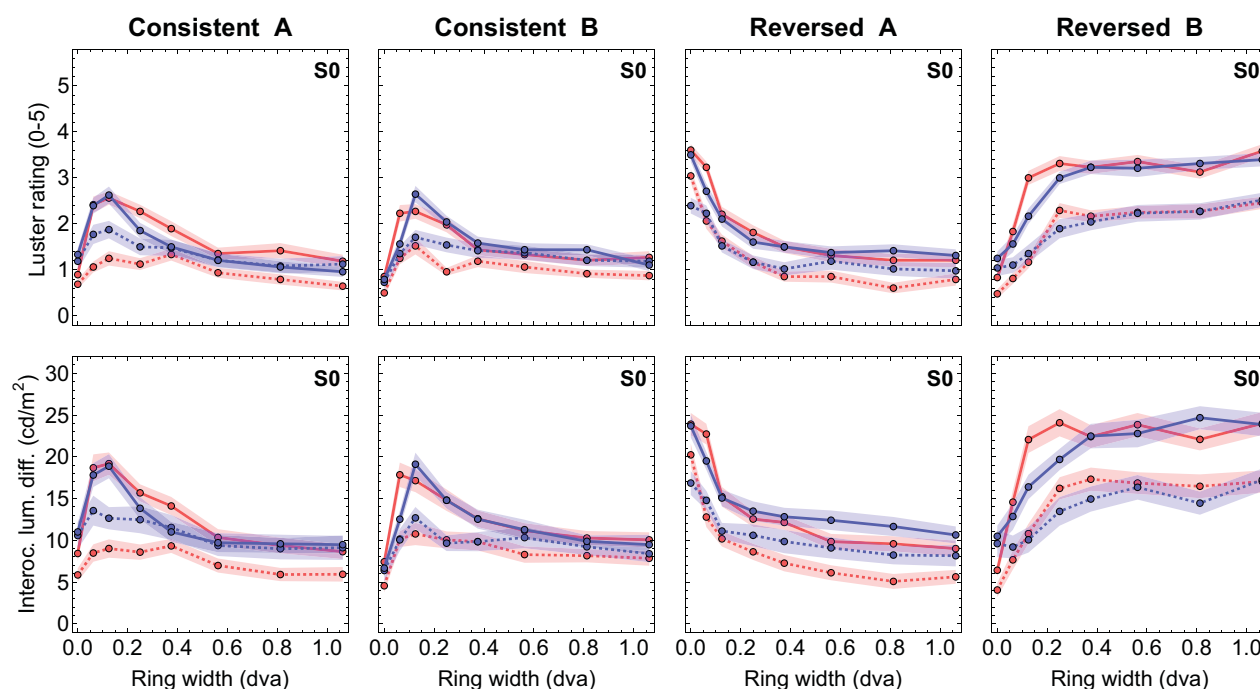 Consistent A Consistent B Reversed A Reversed B
S0 S0 S0 S0
Luster rating (0-5)
5
4
3
2
1
0
S0 S0 S0 S0
Interoc. lum. diff. (cd/m²)
30
25
20
15
10
5
0
0.0 0.2 0.4 0.6 0.8 1.0 0.0 0.2 0.4 0.6 0.8 1.0 0.0 0.2 0.4 0.6 0.8 1.0 0.0 0.2 0.4 0.6 0.8 1.0
Ring width (dva) Ring width (dva) Ring width (dva) Ring width (dva)